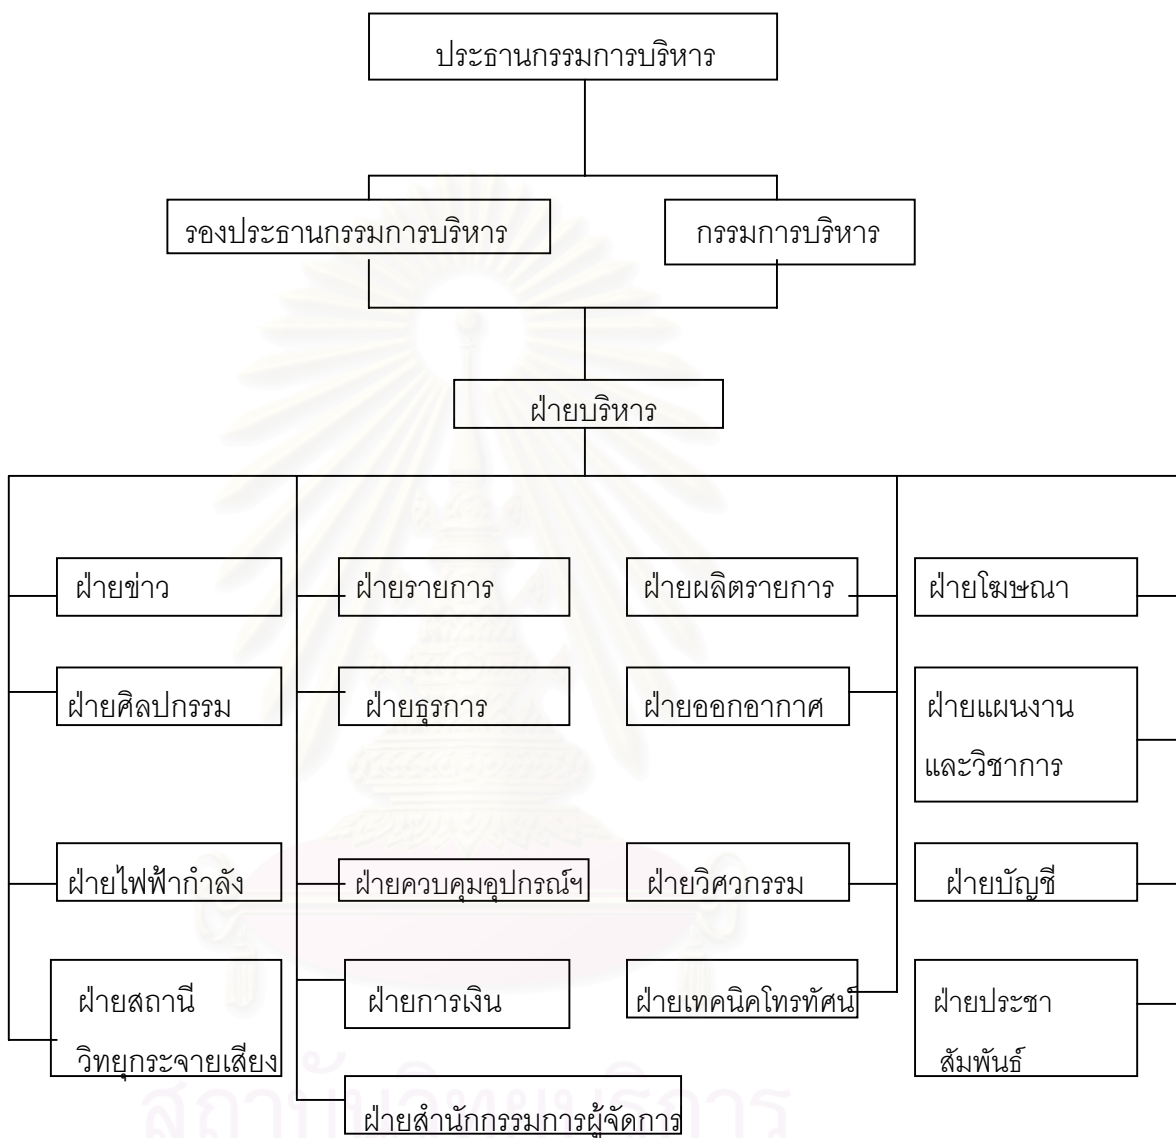 ประธานกรรมการบริหาร
รองประธานกรรมการบริหาร
กรรมการบริหาร
ฝ่ายบริหาร
ฝ่ายข่าว
ฝ่ายรายการ
ฝ่ายผลิตรายการ
ฝ่ายโฆษณา
ฝ่ายศิลปกรรม
ฝ่ายธุรการ
ฝ่ายออกอากาศ
ฝ่ายแผนงาน
และวิชาการ
ฝ่ายไฟฟ้ากำลัง
ฝ่ายควบคุมอุปกรณ์ฯ
ฝ่ายวิศวกรรม
ฝ่ายบัญชี
ฝ่ายสถานี
วิทยุกระจายเสียง
ฝ่ายการเงิน
ฝ่ายเทคนิคโทรทัศน์
ฝ่ายประชา
สัมพันธ์
ฝ่ายสำนักกรรมการผู้จัดการ
สถาบันวิทยบริการ